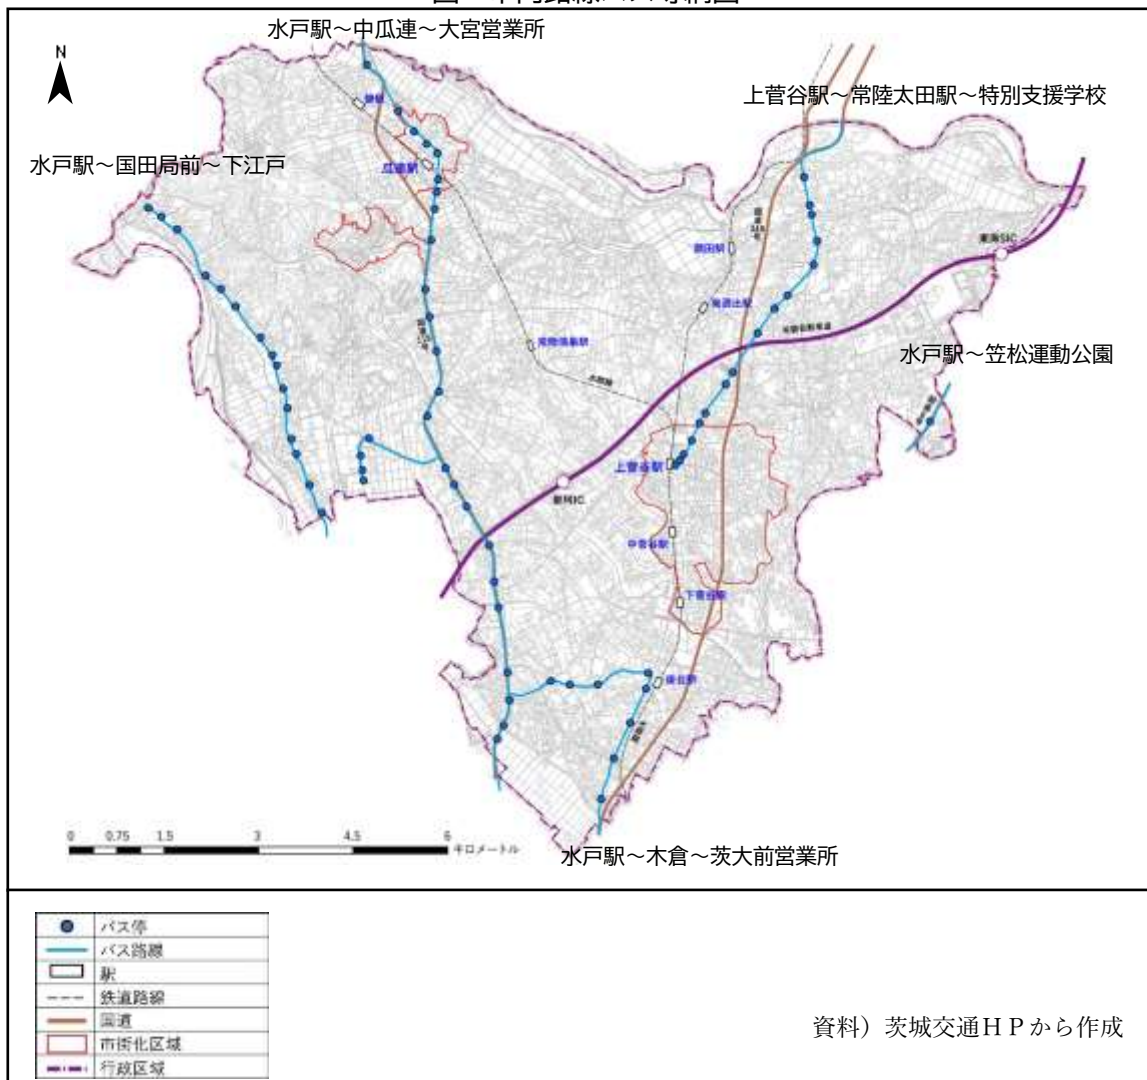 水戸駅～中瓜連～大宮営業所
N
上菅谷駅～常陸太田駅～特別支援学校
水戸駅～国田局前～下江戸
瓜連駅
額田駅
東海SIC
常陸鴻巣駅
水戸駅～笠松運動公園
水郡線
上菅谷駅
那珂IC
中菅谷駅
下菅谷駅
後台駅
0 0.75 1.5 3 4.5 6
キロメートル
水戸駅～木倉～茨大前営業所
バス停
バス路線
駅
鉄道路線
国道
市街化区域
行政区域
資料）茨城交通ＨＰから作成